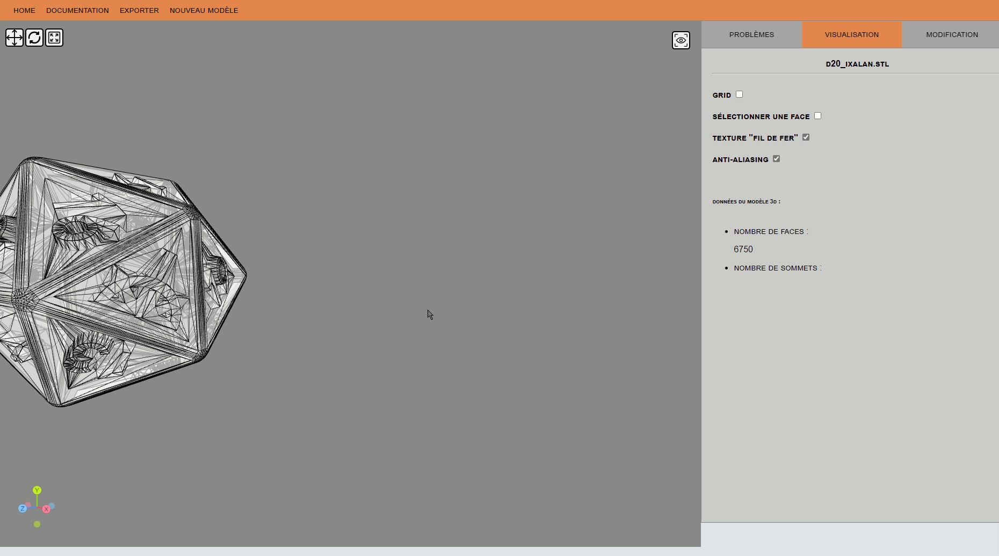 HOME DOCUMENTATION EXPORTER NOUVEAU MODÈLE
PROBLÈMES VISUALISATION MODIFICATION
D20_IXALAN.STL
GRID
SÉLECTIONNER UNE FACE
TEXTURE "FIL DE FER"
ANTI-ALIASING
DONNÉES DU MODÈLE 3D :
NOMBRE DE FACES :
6750
NOMBRE DE SOMMETS :
Y
Z X